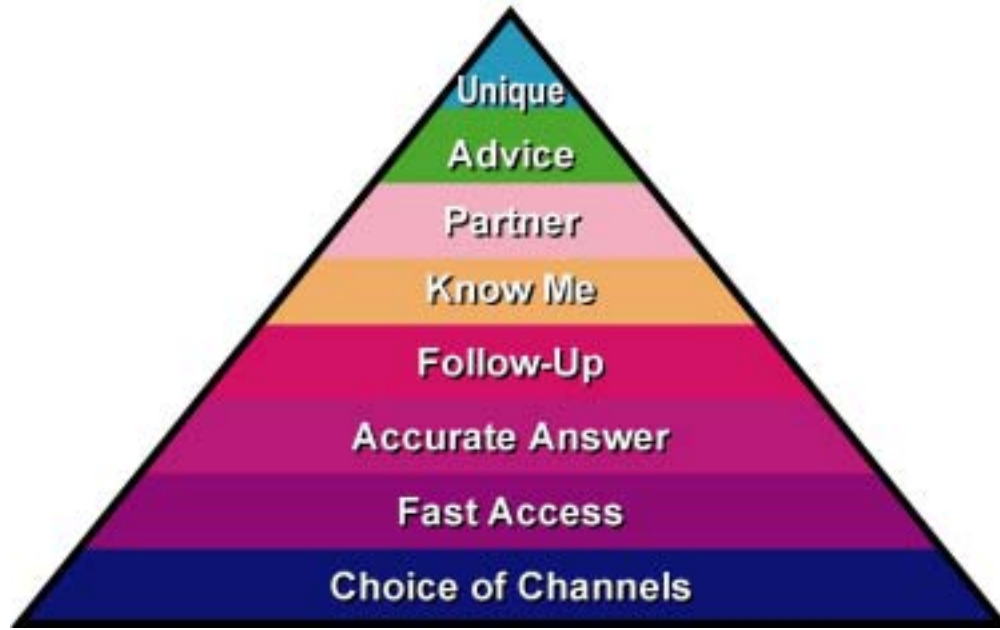 Unique
Advice
Partner
Know Me
Follow-Up
Accurate Answer
Fast Access
Choice of Channels